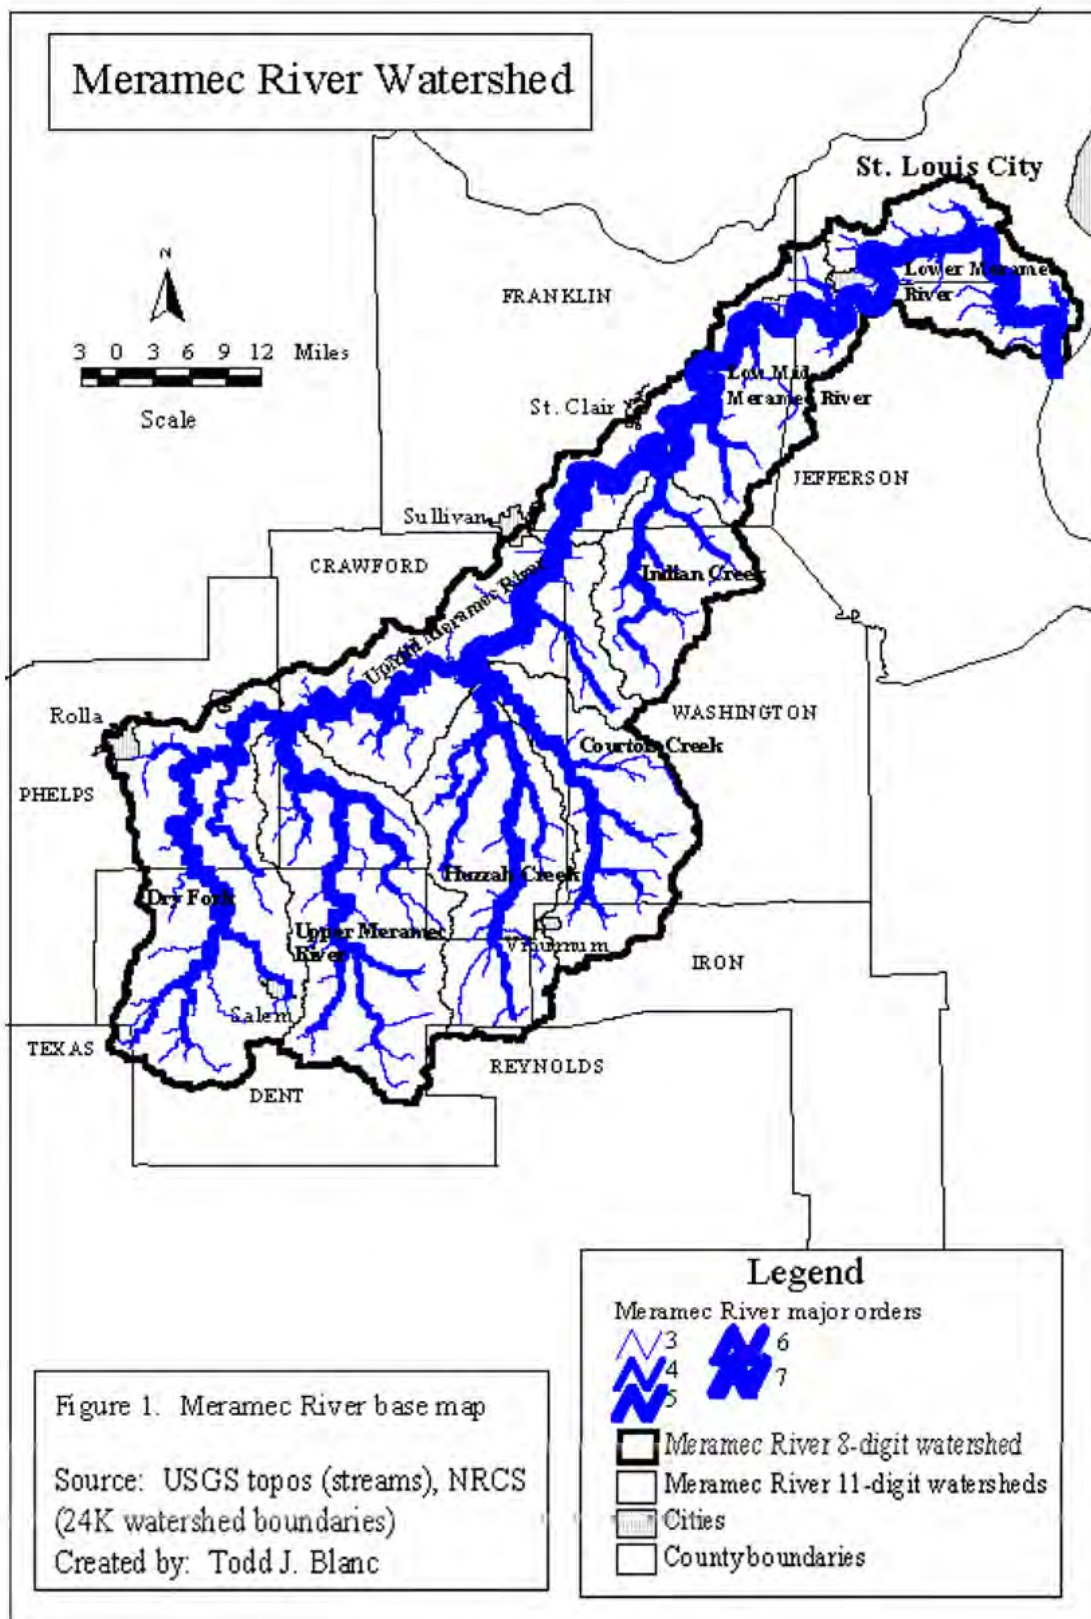 Meramec River Watershed
St. Louis City
N
FRANKLIN
Lower Meramec
River
3 0 3 6 9 12 Miles
Scale
Low Mid
Meramec River
St. Clair
JEFFERSON
Sullivan
CRAWFORD
Indian Creek
Up Mid Meramec River
Rolla
WASHINGTON
Courtois Creek
PHELPS
Huzzah Creek
Dry Fork
Upper Meramec
River
Viburnum
IRON
Salem
TEXAS
REYNOLDS
DENT
Legend
Meramec River major orders
3 6
4 7
5
Meramec River 8-digit watershed
Meramec River 11-digit watersheds
Cities
County boundaries
Figure 1. Meramec River base map
Source: USGS topos (streams), NRCS
(24K watershed boundaries)
Created by: Todd J. Blanc